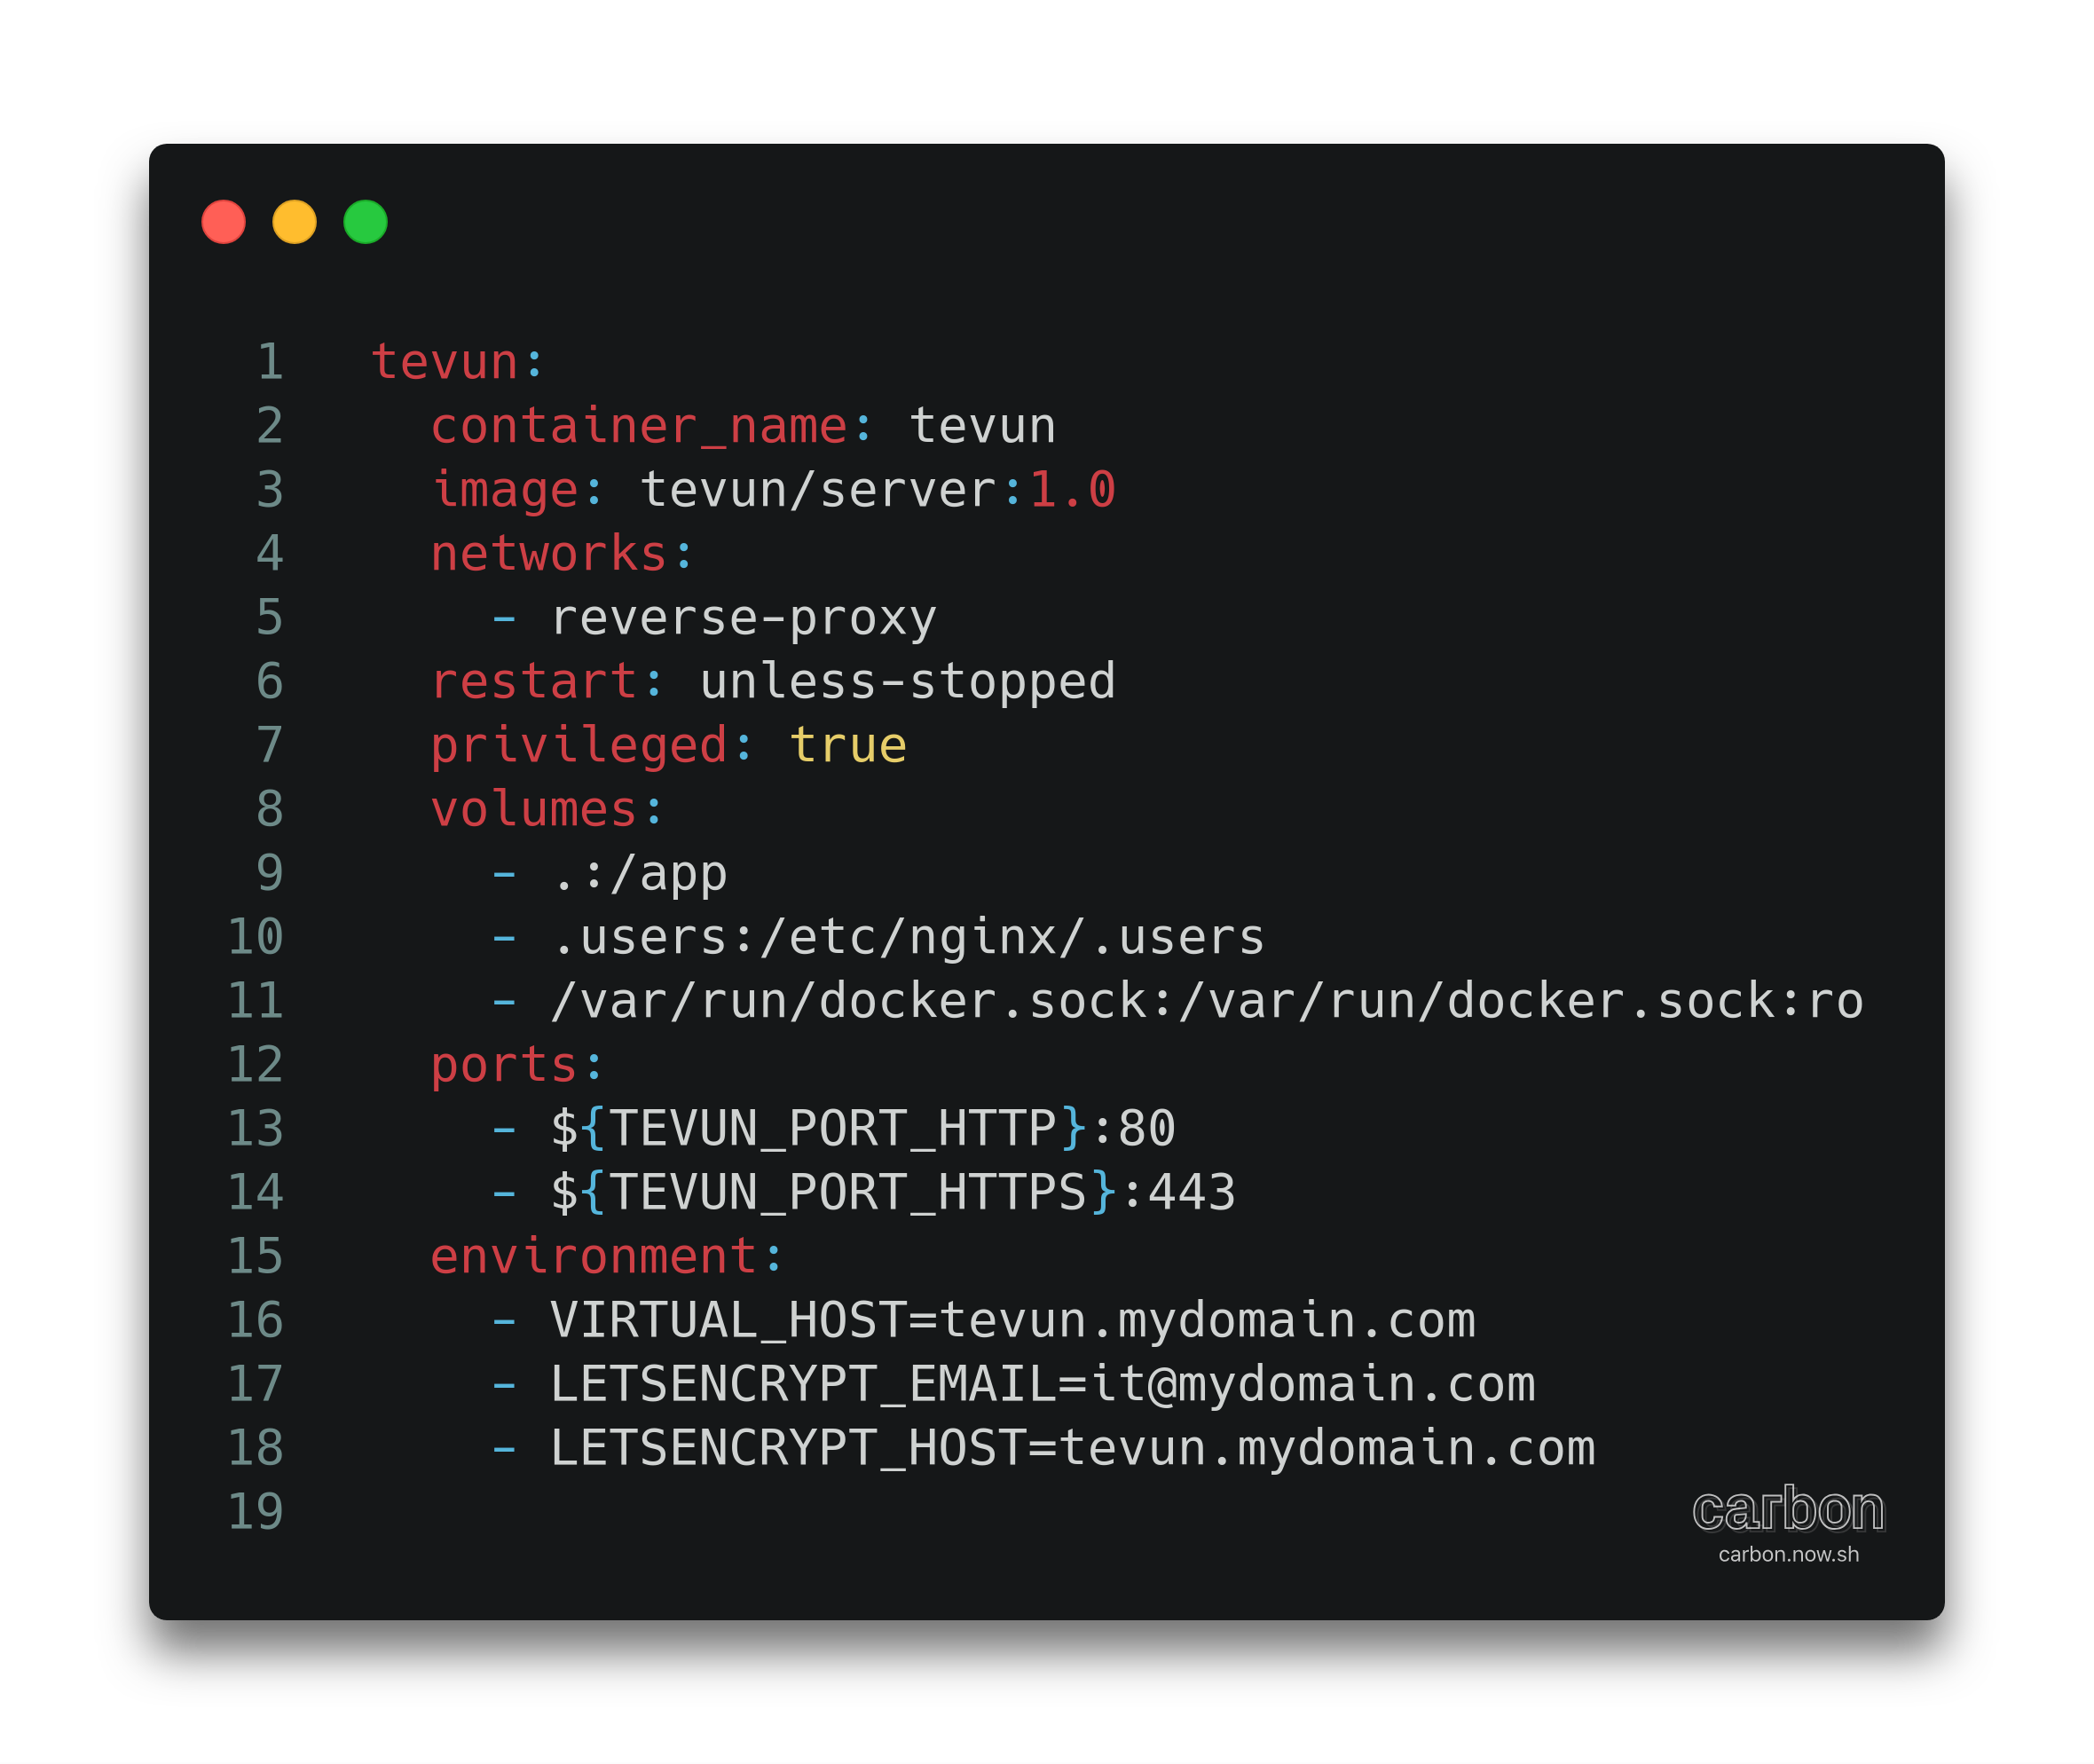 1 tevun:
2   container_name: tevun
3   image: tevun/server:1.0
4   networks:
5     - reverse-proxy
6   restart: unless-stopped
7   privileged: true
8   volumes:
9     - .:/app
10     - .users:/etc/nginx/.users
11     - /var/run/docker.sock:/var/run/docker.sock:ro
12   ports:
13     - ${TEVUN_PORT_HTTP}:80
14     - ${TEVUN_PORT_HTTPS}:443
15   environment:
16     - VIRTUAL_HOST=tevun.mydomain.com
17     - LETSENCRYPT_EMAIL=it@mydomain.com
18     - LETSENCRYPT_HOST=tevun.mydomain.com
19
carbon
carbon.now.sh